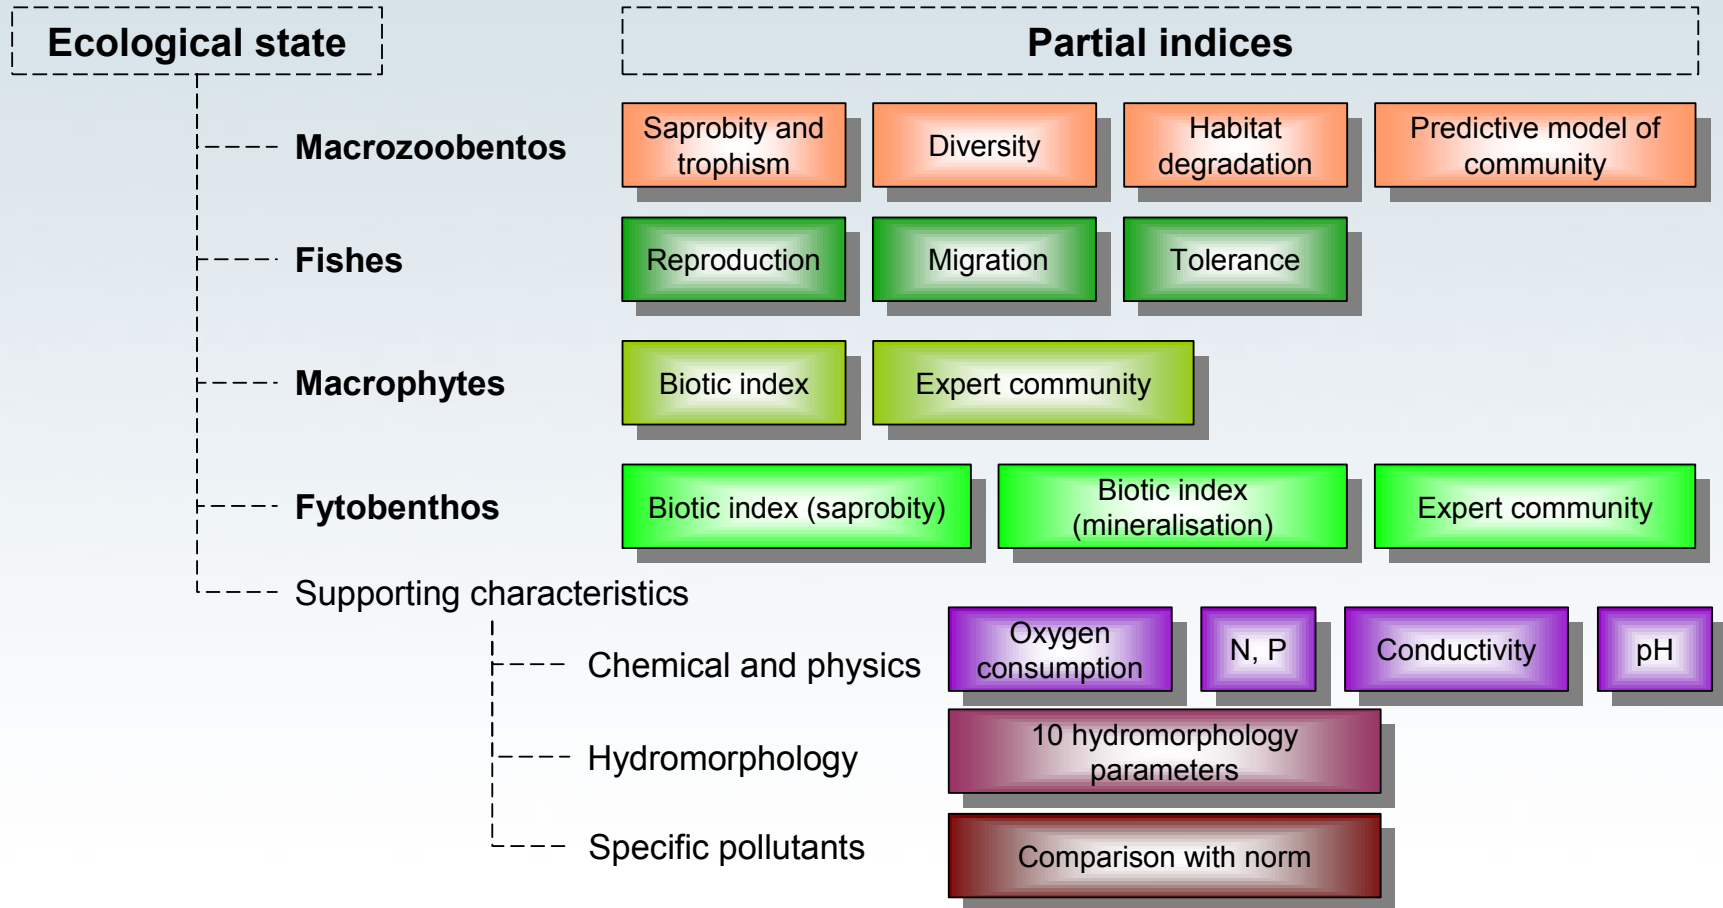 Ecological state
Partial indices
Macrozoobentos
Saprobity and
trophism
Diversity
Habitat
degradation
Predictive model of
community
Fishes
Reproduction
Migration
Tolerance
Macrophytes
Biotic index
Expert community
Fytobenthos
Biotic index (saprobity)
Biotic index
(mineralisation)
Expert community
Supporting characteristics
Chemical and physics
Oxygen
consumption
N, P
Conductivity
pH
Hydromorphology
10 hydromorphology
parameters
Specific pollutants
Comparison with norm